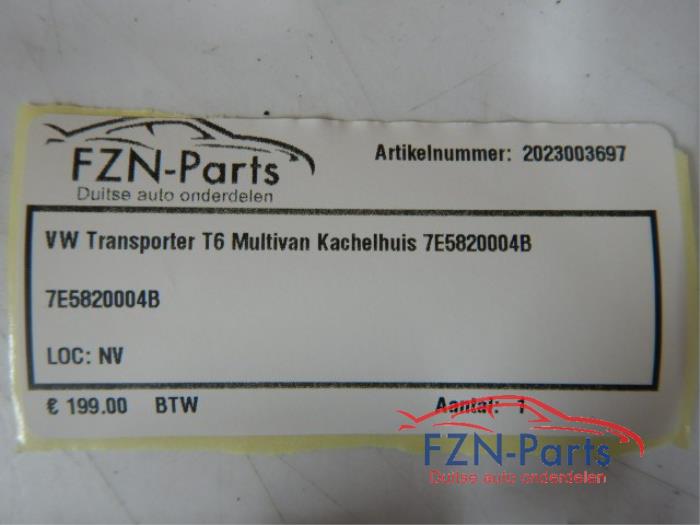 FZN-Parts
Duitse auto onderdelen
Artikelnummer: 2023003697
VW Transporter T6 Multivan Kachelhuis 7E5820004B
7E5820004B
LOC: NV
€ 199.00 BTW
Aantal: 1
FZN-Parts
Duitse auto onderdelen